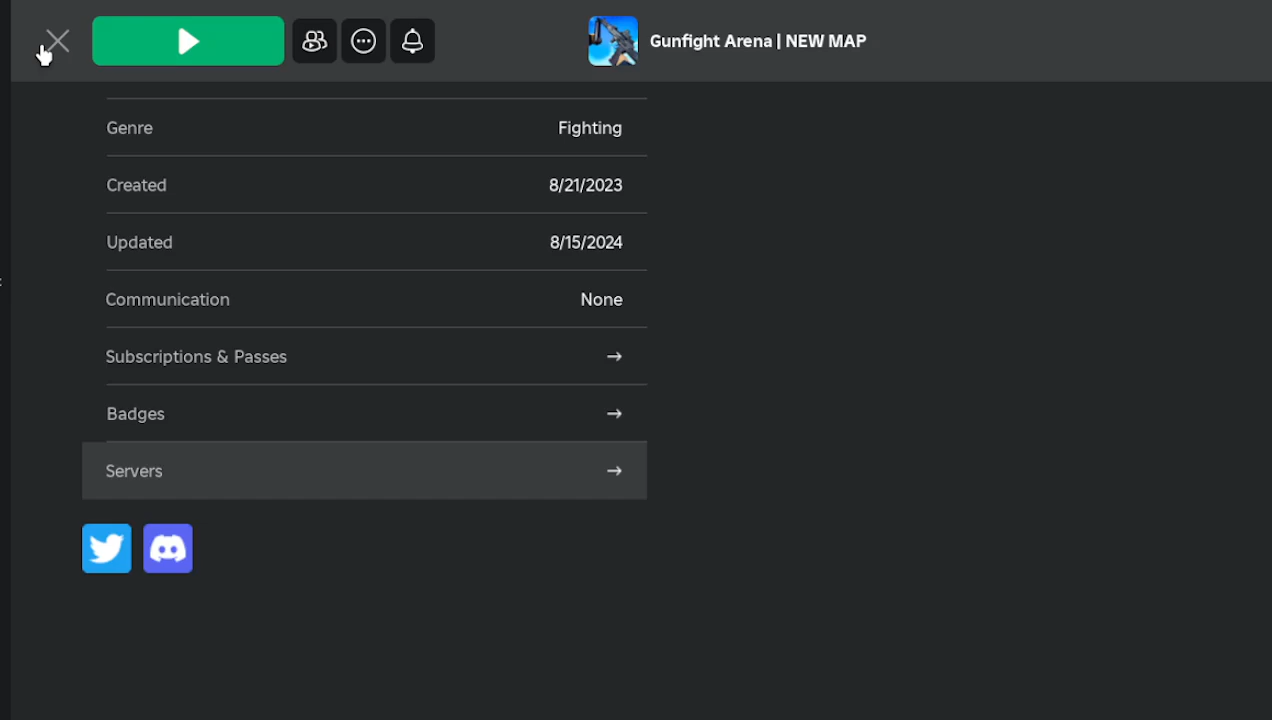 Gunfight Arena | NEW MAP
Genre Fighting
Created 8/21/2023
Updated 8/15/2024
Communication None
Subscriptions & Passes →
Badges →
Servers →